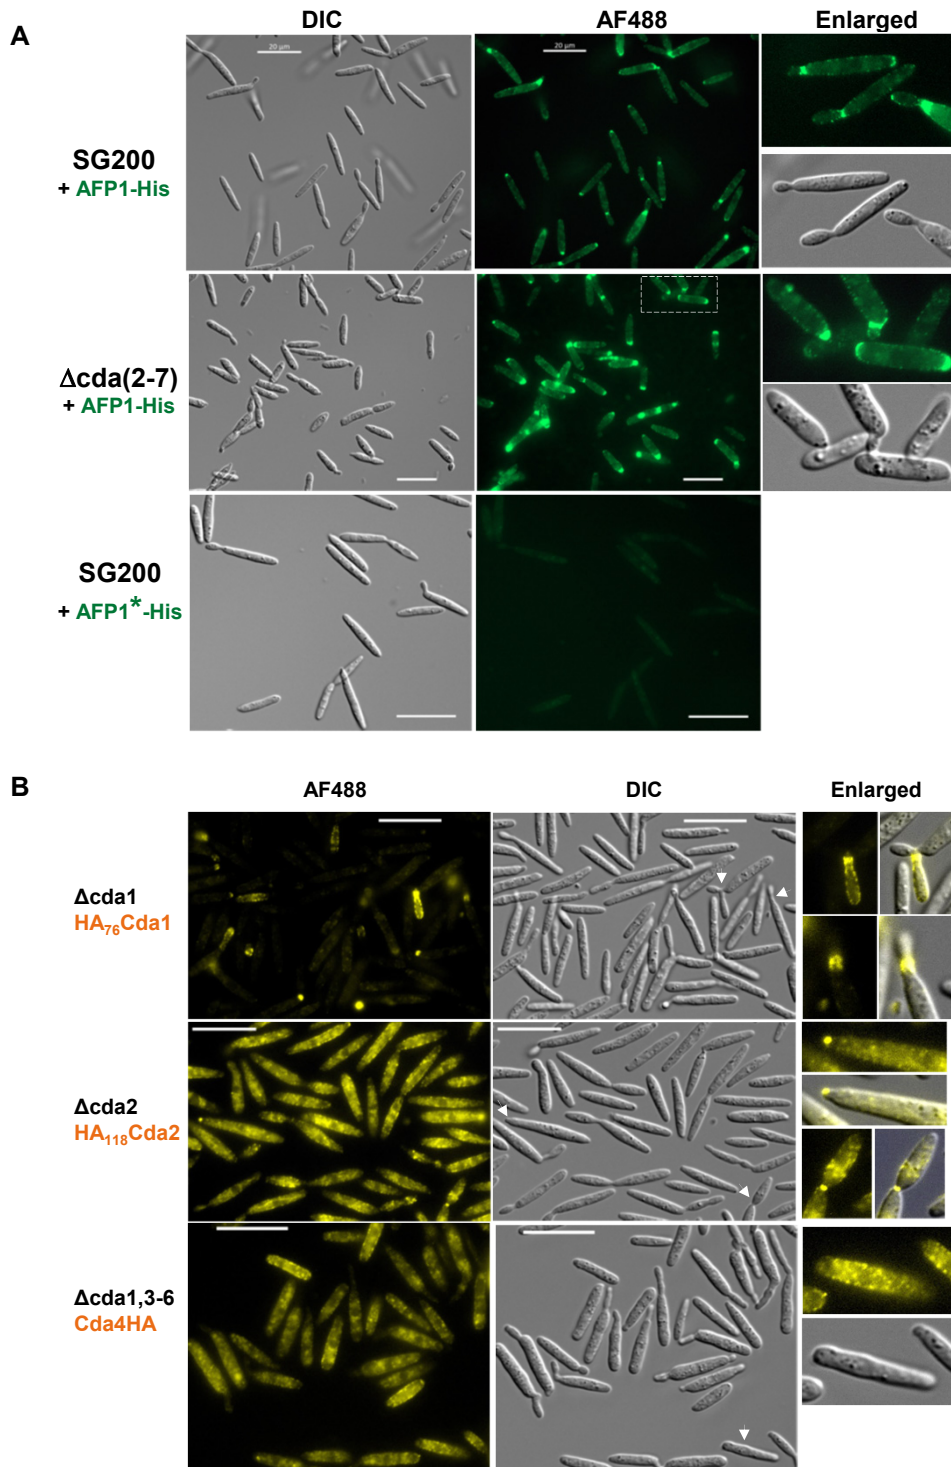 A
DIC
AF488
Enlarged
20 µm
20 µm
SG200
+ AFP1-His
Δcda(2-7)
+ AFP1-His
SG200
+ AFP1*-His
B
AF488
DIC
Enlarged
Δcda1
HA76Cda1
Δcda2
HA118Cda2
Δcda1,3-6
Cda4HA